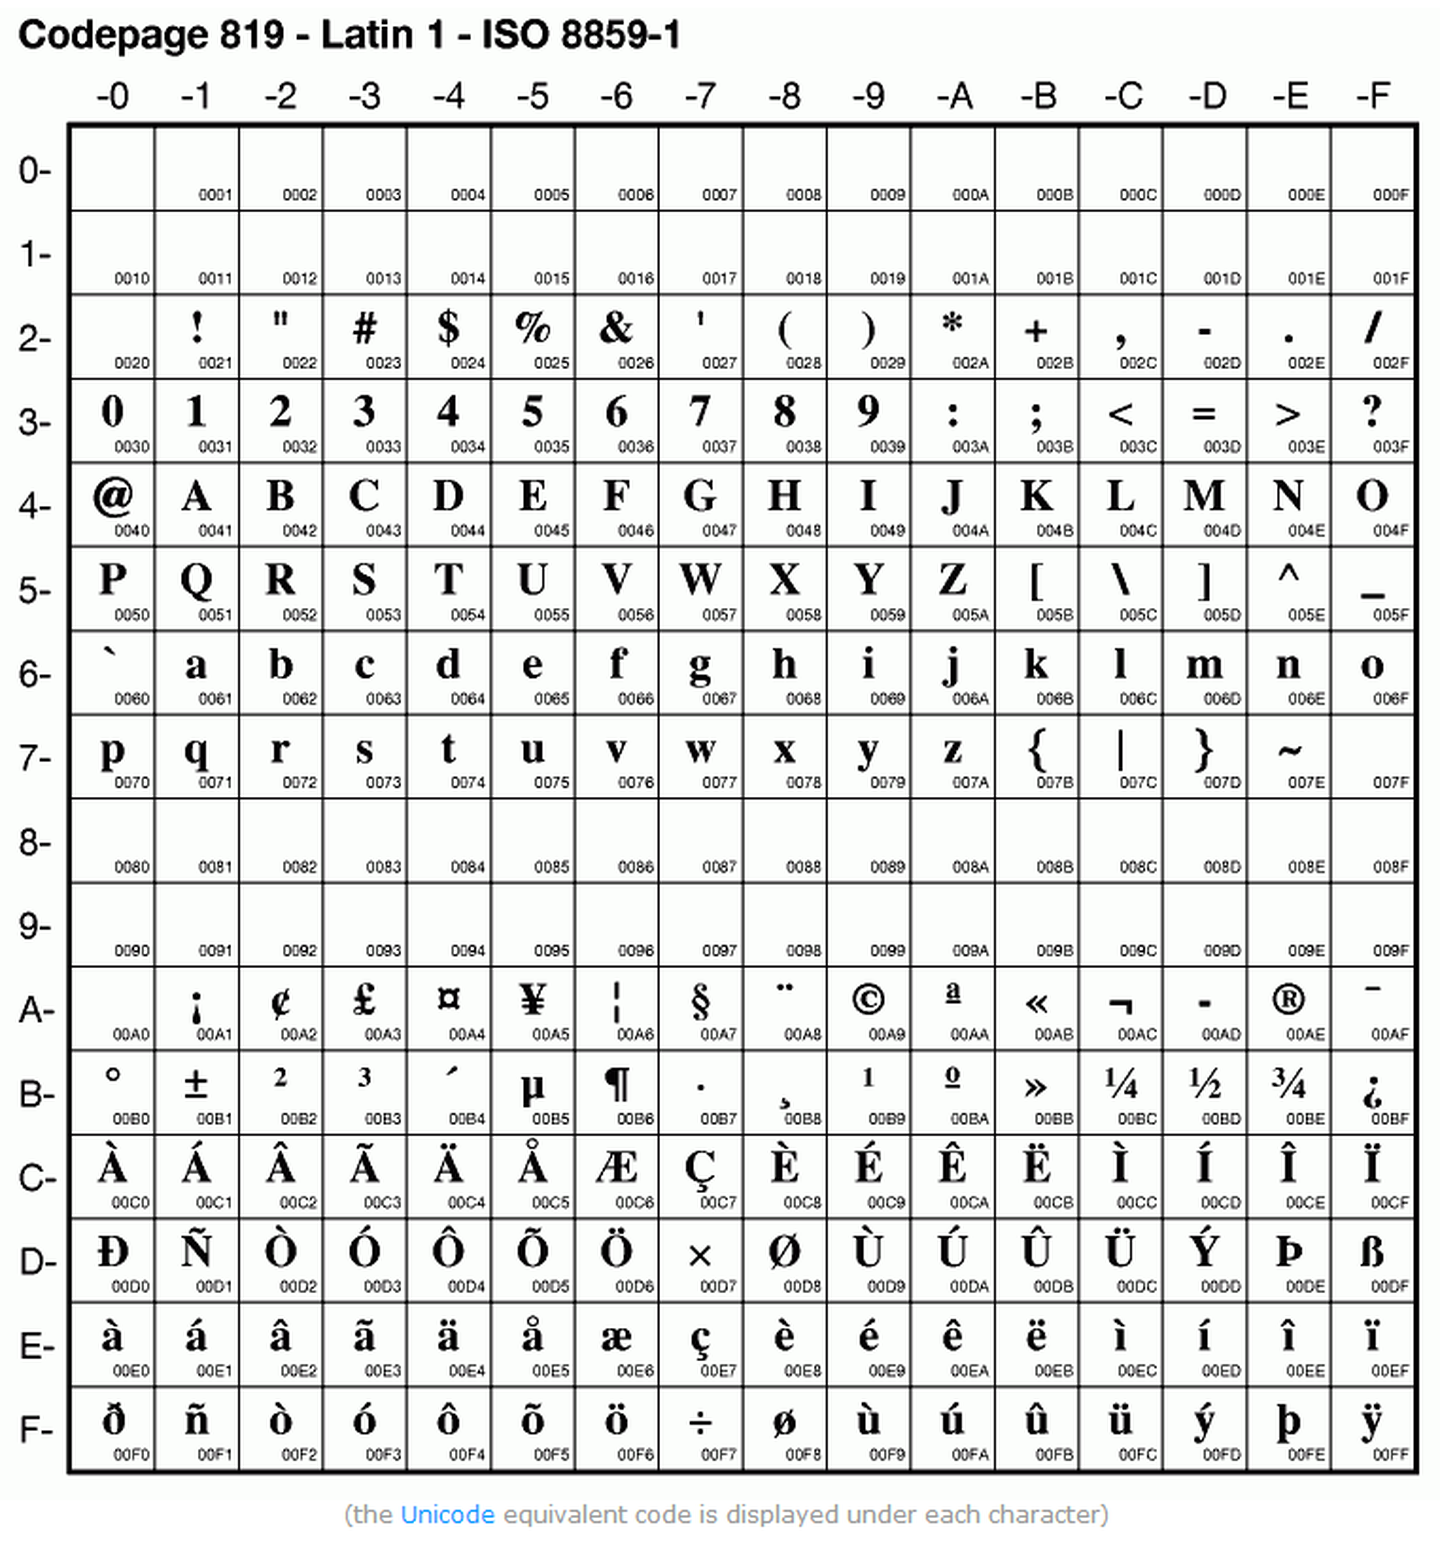 Codepage 819 - Latin 1 - ISO 8859-1
-0 -1 -2 -3 -4 -5 -6 -7 -8 -9 -A -B -C -D -E -F
0-
0001 0002 0003 0004 0005 0006 0007 0008 0009 000A 000B 000C 000D 000E 000F
1-
0010 0011 0012 0013 0014 0015 0016 0017 0018 0019 001A 001B 001C 001D 001E 001F
2- ! " # $ % & ' ( ) * + , - . /
0020 0021 0022 0023 0024 0025 0026 0027 0028 0029 002A 002B 002C 002D 002E 002F
3- 0 1 2 3 4 5 6 7 8 9 : ; < = > ?
0030 0031 0032 0033 0034 0035 0036 0037 0038 0039 003A 003B 003C 003D 003E 003F
4- @ A B C D E F G H I J K L M N O
0040 0041 0042 0043 0044 0045 0046 0047 0048 0049 004A 004B 004C 004D 004E 004F
5- P Q R S T U V W X Y Z [ \ ] ^ _
0050 0051 0052 0053 0054 0055 0056 0057 0058 0059 005A 005B 005C 005D 005E 005F
6- ` a b c d e f g h i j k l m n o
0060 0061 0062 0063 0064 0065 0066 0067 0068 0069 006A 006B 006C 006D 006E 006F
7- p q r s t u v w x y z { | } ~
0070 0071 0072 0073 0074 0075 0076 0077 0078 0079 007A 007B 007C 007D 007E 007F
8-
0080 0081 0082 0083 0084 0085 0086 0087 0088 0089 008A 008B 008C 008D 008E 008F
9-
0090 0091 0092 0093 0094 0095 0096 0097 0098 0099 009A 009B 009C 009D 009E 009F
A- ¡ ¢ £ ¤ ¥ ¦ § ¨ © ª « ¬ - ® ¯
00A0 00A1 00A2 00A3 00A4 00A5 00A6 00A7 00A8 00A9 00AA 00AB 00AC 00AD 00AE 00AF
B- ° ± ² ³ ´ µ ¶ · ¸ ¹ º » ¼ ½ ¾ ¿
00B0 00B1 00B2 00B3 00B4 00B5 00B6 00B7 00B8 00B9 00BA 00BB 00BC 00BD 00BE 00BF
C- À Á Â Ã Ä Å Æ Ç È É Ê Ë Ì Í Î Ï
00C0 00C1 00C2 00C3 00C4 00C5 00C6 00C7 00C8 00C9 00CA 00CB 00CC 00CD 00CE 00CF
D- Ð Ñ Ò Ó Ô Õ Ö × Ø Ù Ú Û Ü Ý Þ ß
00D0 00D1 00D2 00D3 00D4 00D5 00D6 00D7 00D8 00D9 00DA 00DB 00DC 00DD 00DE 00DF
E- à á â ã ä å æ ç è é ê ë ì í î ï
00E0 00E1 00E2 00E3 00E4 00E5 00E6 00E7 00E8 00E9 00EA 00EB 00EC 00ED 00EE 00EF
F- ð ñ ò ó ô õ ö ÷ ø ù ú û ü ý þ ÿ
00F0 00F1 00F2 00F3 00F4 00F5 00F6 00F7 00F8 00F9 00FA 00FB 00FC 00FD 00FE 00FF
(the Unicode equivalent code is displayed under each character)